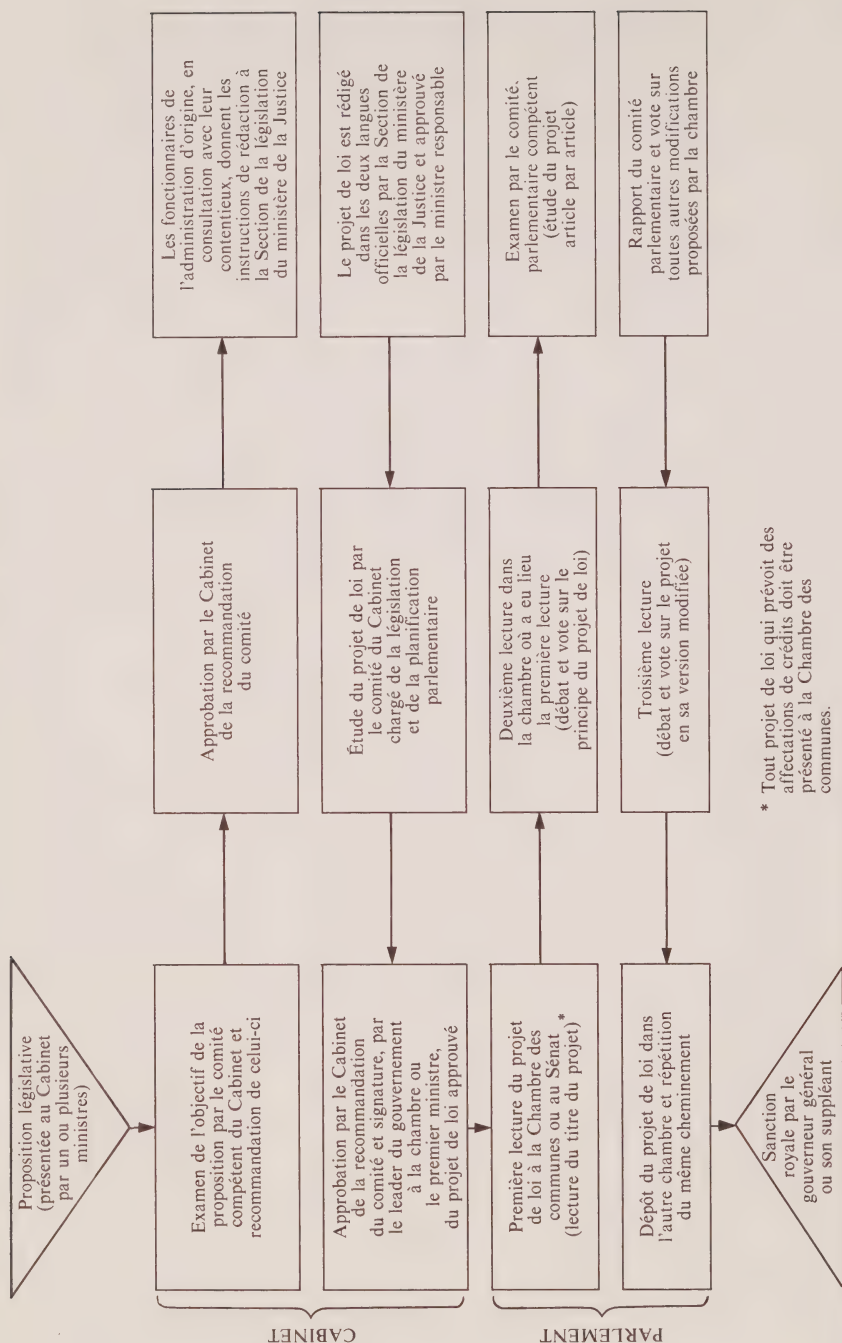 Proposition législative
(présentée au Cabinet
par un ou plusieurs
ministres)
CABINET
Examen de l'objectif de la
proposition par le comité
compétent du Cabinet et
recommandation de celui-ci
Approbation par le Cabinet
de la recommandation
du comité
Les fonctionnaires de
l'administration d'origine, en
consultation avec leur
contentieux, donnent les
instructions de rédaction à
la Section de la législation
du ministère de la Justice
Le projet de loi est rédigé
dans les deux langues
officielles par la Section de
la législation du ministère
de la Justice et approuvé
par le ministre responsable
Étude du projet de loi par
le comité du Cabinet
chargé de la législation
et de la planification
parlementaire
Approbation par le Cabinet
de la recommandation
du comité et signature, par
le leader du gouvernement
à la chambre ou
le premier ministre,
du projet de loi approuvé
PARLEMENT
Première lecture du projet
de loi à la Chambre des
communes ou au Sénat
(lecture du titre du projet)*
Deuxième lecture dans
la chambre où a eu lieu
la première lecture
(débat et vote sur le
principe du projet de loi)
Examen par le comité.
parlementaire compétent
(étude du projet
article par article)
Rapport du comité
parlementaire et vote sur
toutes autres modifications
proposées par la chambre
Troisième lecture
(débat et vote sur le projet
en sa version modifiée)
Dépôt du projet de loi dans
l'autre chambre et répétition
du même cheminement
Sanction
royale par le
gouverneur général
ou son suppléant
* Tout projet de loi qui prévoit des
affectations de crédits doit être
présenté à la Chambre des
communes.